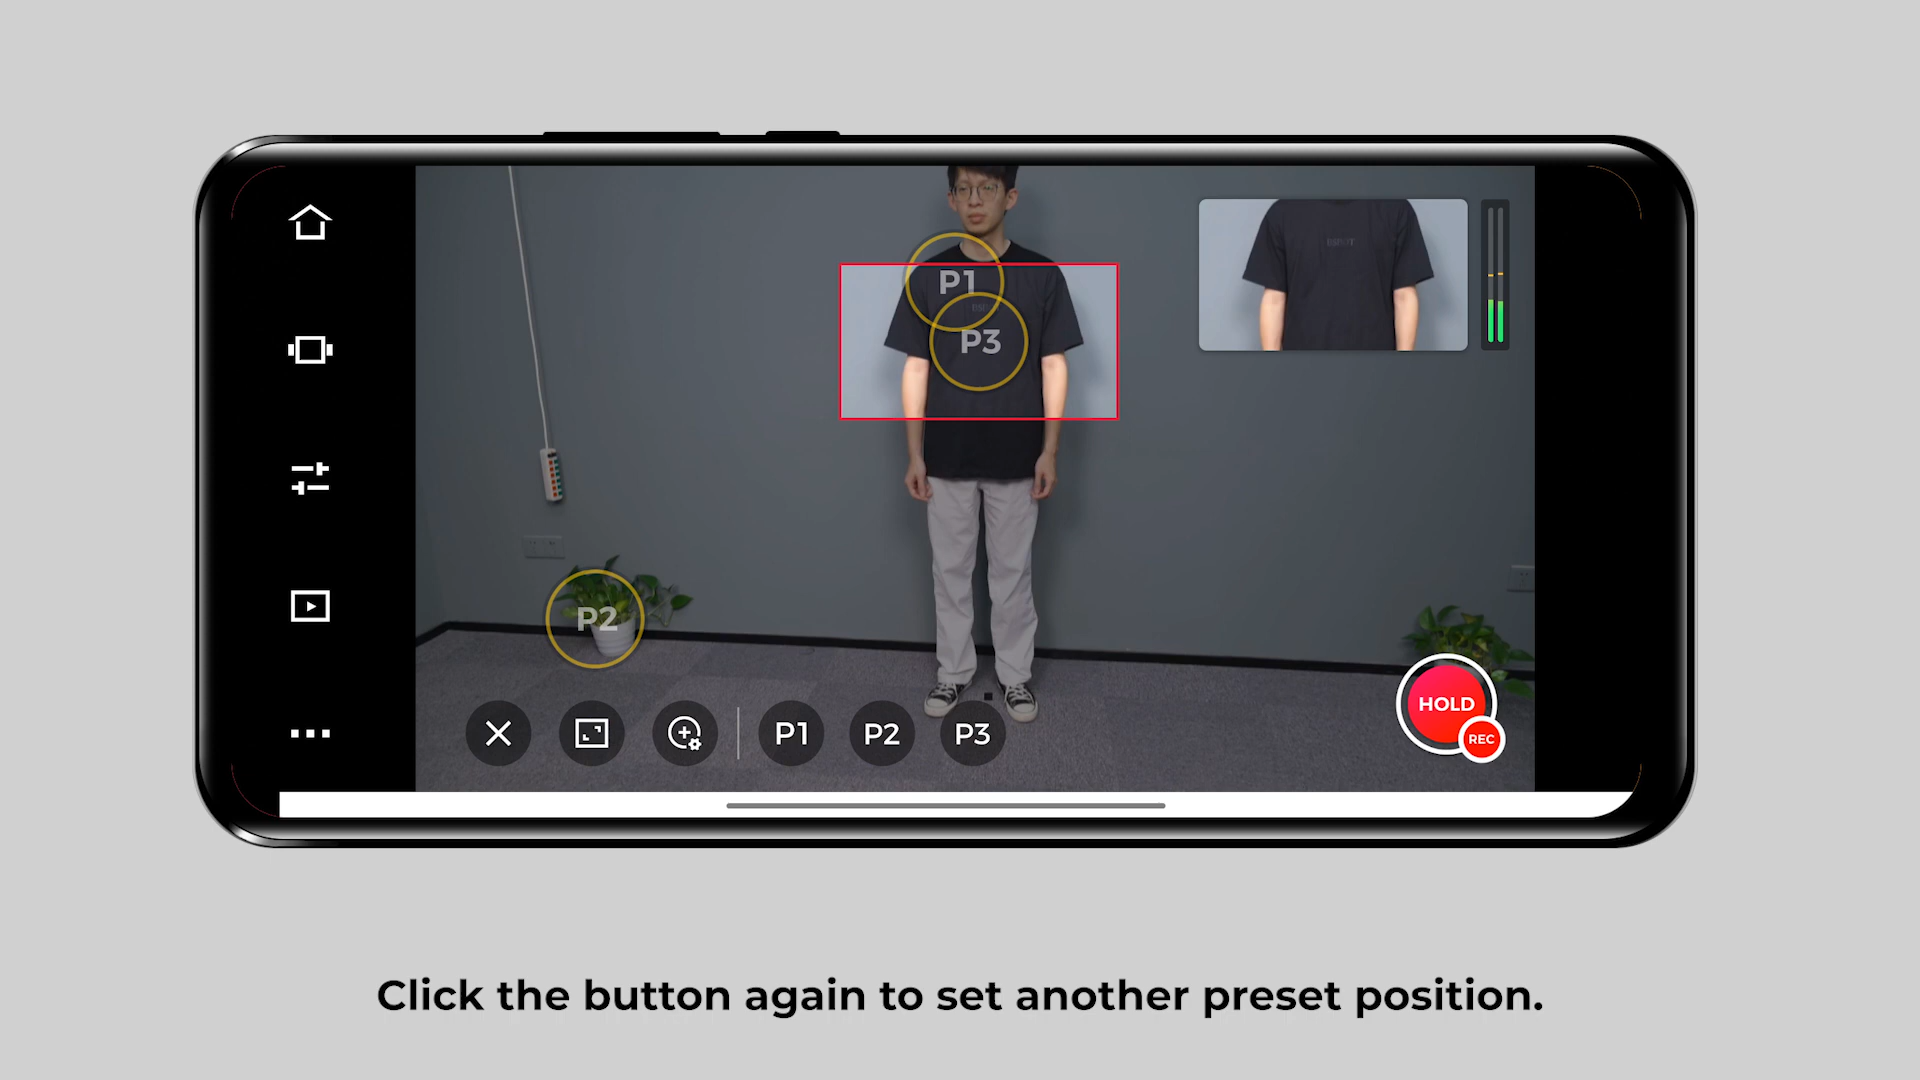 P1
P3
P2
P1
P2
P3
HOLD
REC
Click the button again to set another preset position.